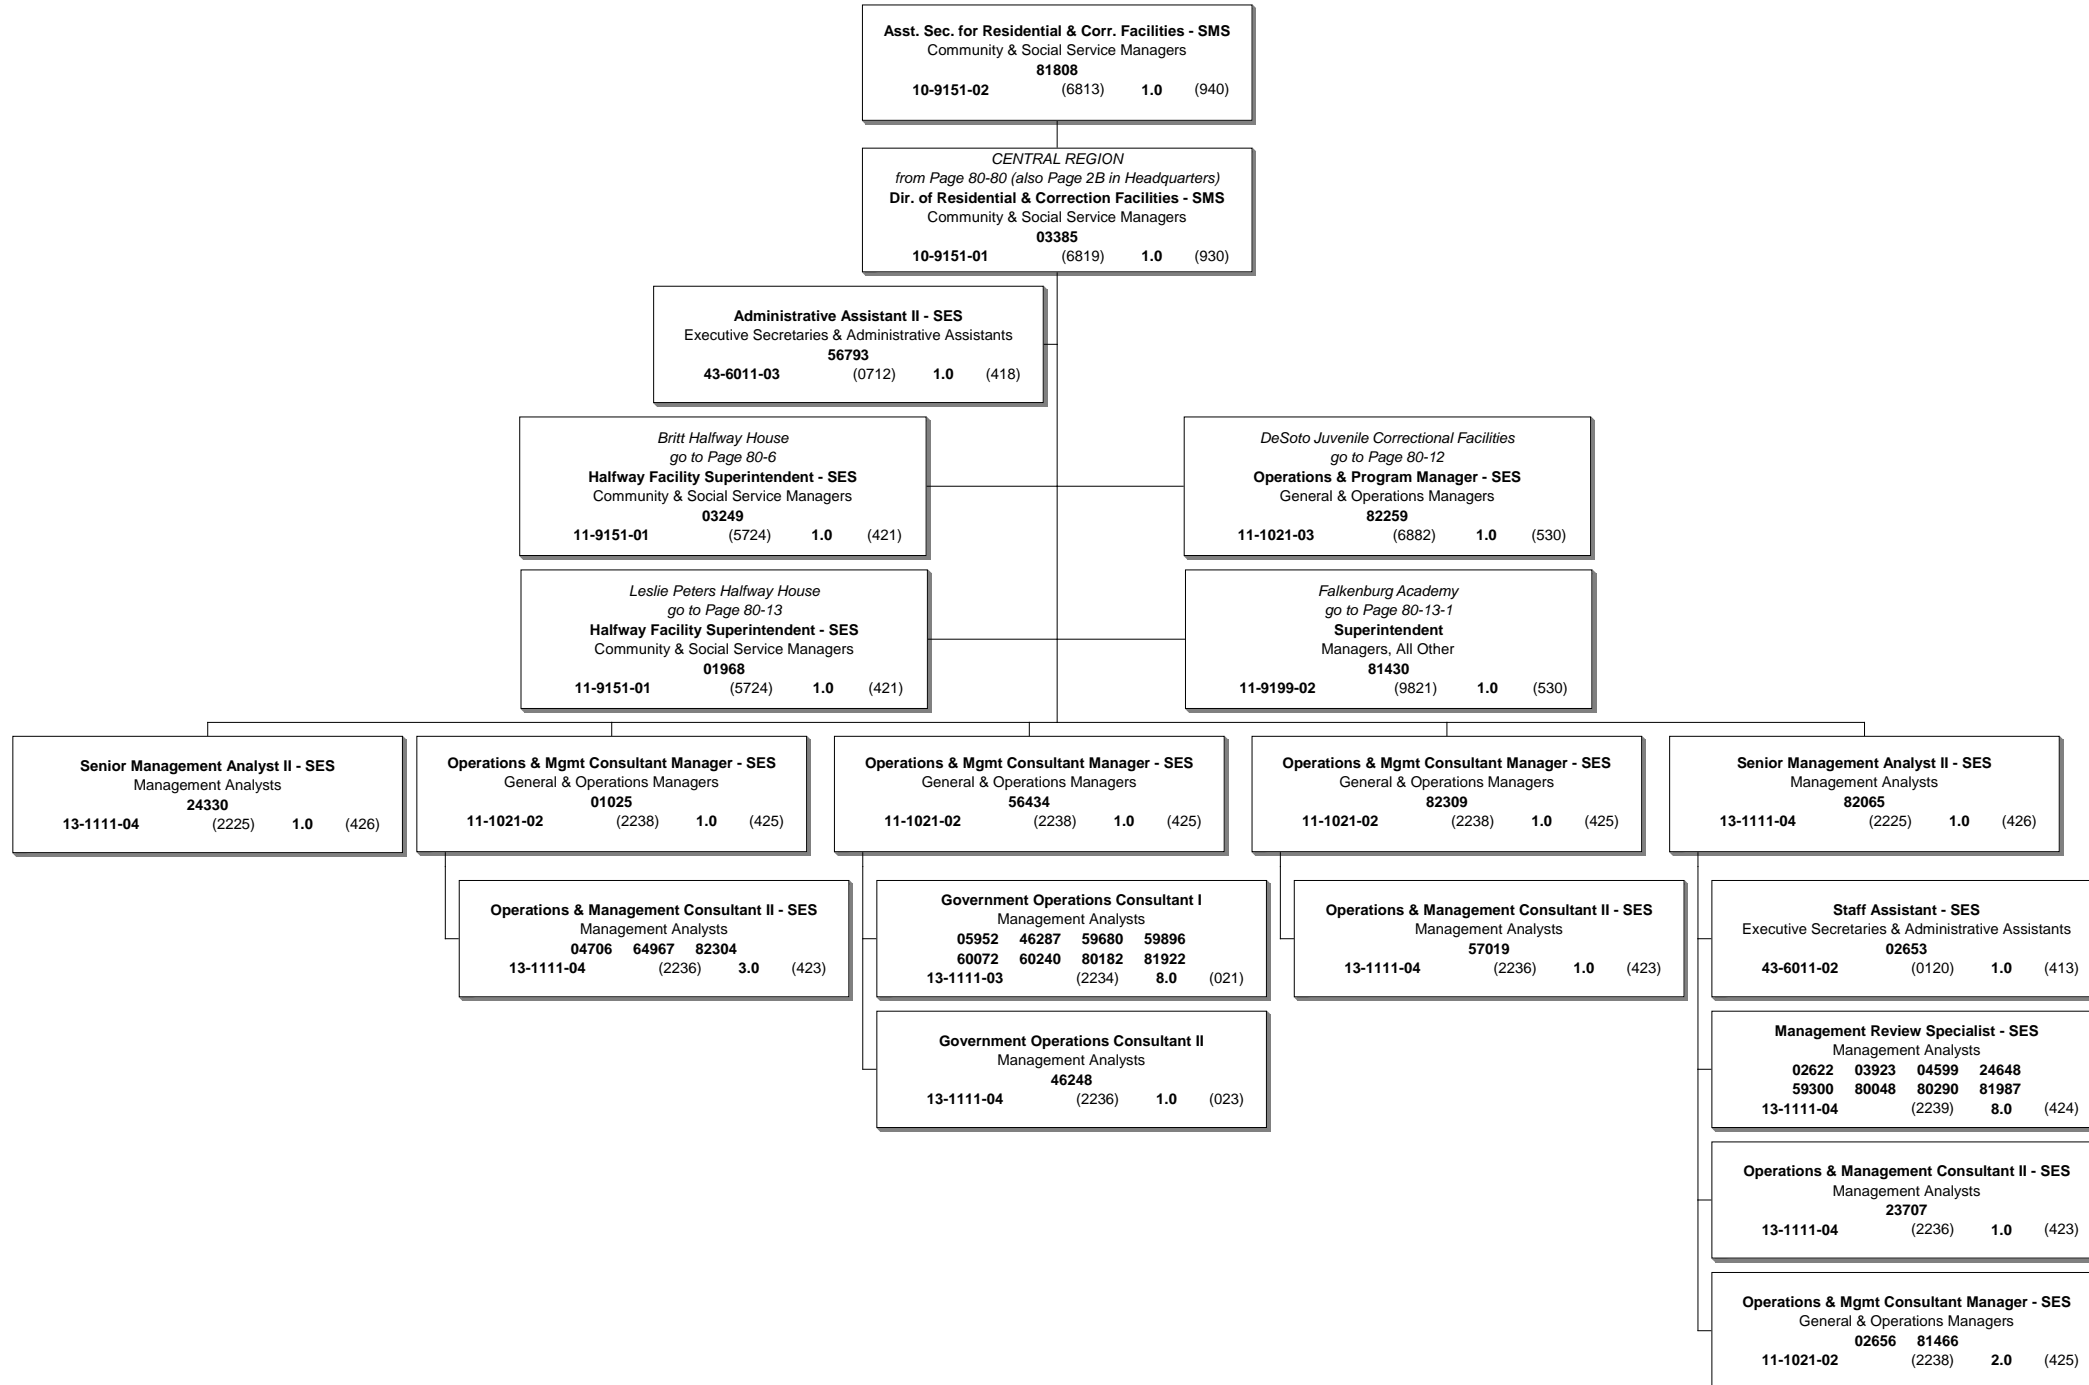 Asst. Sec. for Residential & Corr. Facilities - SMS
Community & Social Service Managers
81808
10-9151-02 (6813) 1.0 (940)
CENTRAL REGION
from Page 80-80 (also Page 2B in Headquarters)
Dir. of Residential & Correction Facilities - SMS
Community & Social Service Managers
03385
10-9151-01 (6819) 1.0 (930)
Administrative Assistant II - SES
Executive Secretaries & Administrative Assistants
56793
43-6011-03 (0712) 1.0 (418)
Britt Halfway House
go to Page 80-6
Halfway Facility Superintendent - SES
Community & Social Service Managers
03249
11-9151-01 (5724) 1.0 (421)
DeSoto Juvenile Correctional Facilities
go to Page 80-12
Operations & Program Manager - SES
General & Operations Managers
82259
11-1021-03 (6882) 1.0 (530)
Leslie Peters Halfway House
go to Page 80-13
Halfway Facility Superintendent - SES
Community & Social Service Managers
01968
11-9151-01 (5724) 1.0 (421)
Falkenburg Academy
go to Page 80-13-1
Superintendent
Managers, All Other
81430
11-9199-02 (9821) 1.0 (530)
Senior Management Analyst II - SES
Management Analysts
24330
13-1111-04 (2225) 1.0 (426)
Operations & Mgmt Consultant Manager - SES
General & Operations Managers
01025
11-1021-02 (2238) 1.0 (425)
Operations & Mgmt Consultant Manager - SES
General & Operations Managers
56434
11-1021-02 (2238) 1.0 (425)
Operations & Mgmt Consultant Manager - SES
General & Operations Managers
82309
11-1021-02 (2238) 1.0 (425)
Senior Management Analyst II - SES
Management Analysts
82065
13-1111-04 (2225) 1.0 (426)
Operations & Management Consultant II - SES
Management Analysts
04706 64967 82304
13-1111-04 (2236) 3.0 (423)
Government Operations Consultant I
Management Analysts
05952 46287 59680 59896
60072 60240 80182 81922
13-1111-03 (2234) 8.0 (021)
Operations & Management Consultant II - SES
Management Analysts
57019
13-1111-04 (2236) 1.0 (423)
Staff Assistant - SES
Executive Secretaries & Administrative Assistants
02653
43-6011-02 (0120) 1.0 (413)
Government Operations Consultant II
Management Analysts
46248
13-1111-04 (2236) 1.0 (023)
Management Review Specialist - SES
Management Analysts
02622 03923 04599 24648
59300 80048 80290 81987
13-1111-04 (2239) 8.0 (424)
Operations & Management Consultant II - SES
Management Analysts
23707
13-1111-04 (2236) 1.0 (423)
Operations & Mgmt Consultant Manager - SES
General & Operations Managers
02656 81466
11-1021-02 (2238) 2.0 (425)